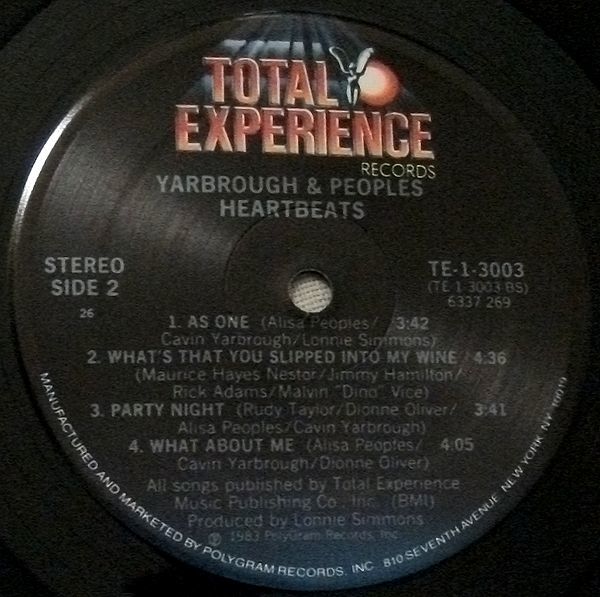 TOTAL
EXPERIENCE
RECORDS
YARBROUGH & PEOPLES
HEARTBEATS
STEREO
SIDE 2
26
TE-1-3003
(TE-1 3003 BS)
6337 269
1. AS ONE (Alisa Peoples/ 3:42
Cavin Yarbrough/Lonnie Simmons)
2. WHAT'S THAT YOU SLIPPED INTO MY WINE 4:36
(Maurice Hayes Nestor/Jimmy Hamilton/
Rick Adams/Malvin "Dino" Vice)
3. PARTY NIGHT (Rudy Taylor/Dionne Oliver/ 3:41
Alisa Peoples/Cavin Yarbrough)
4. WHAT ABOUT ME (Alisa Peoples/ 4:05
Cavin Yarbrough/Dionne Oliver)
All songs published by Total Experience
Music Publishing Co., Inc. (BMI)
Produced by Lonnie Simmons
℗ 1983 PolyGram Records, Inc.
MANUFACTURED AND MARKETED BY POLYGRAM RECORDS, INC. 810 SEVENTH AVENUE, NEW YORK, NY 10019